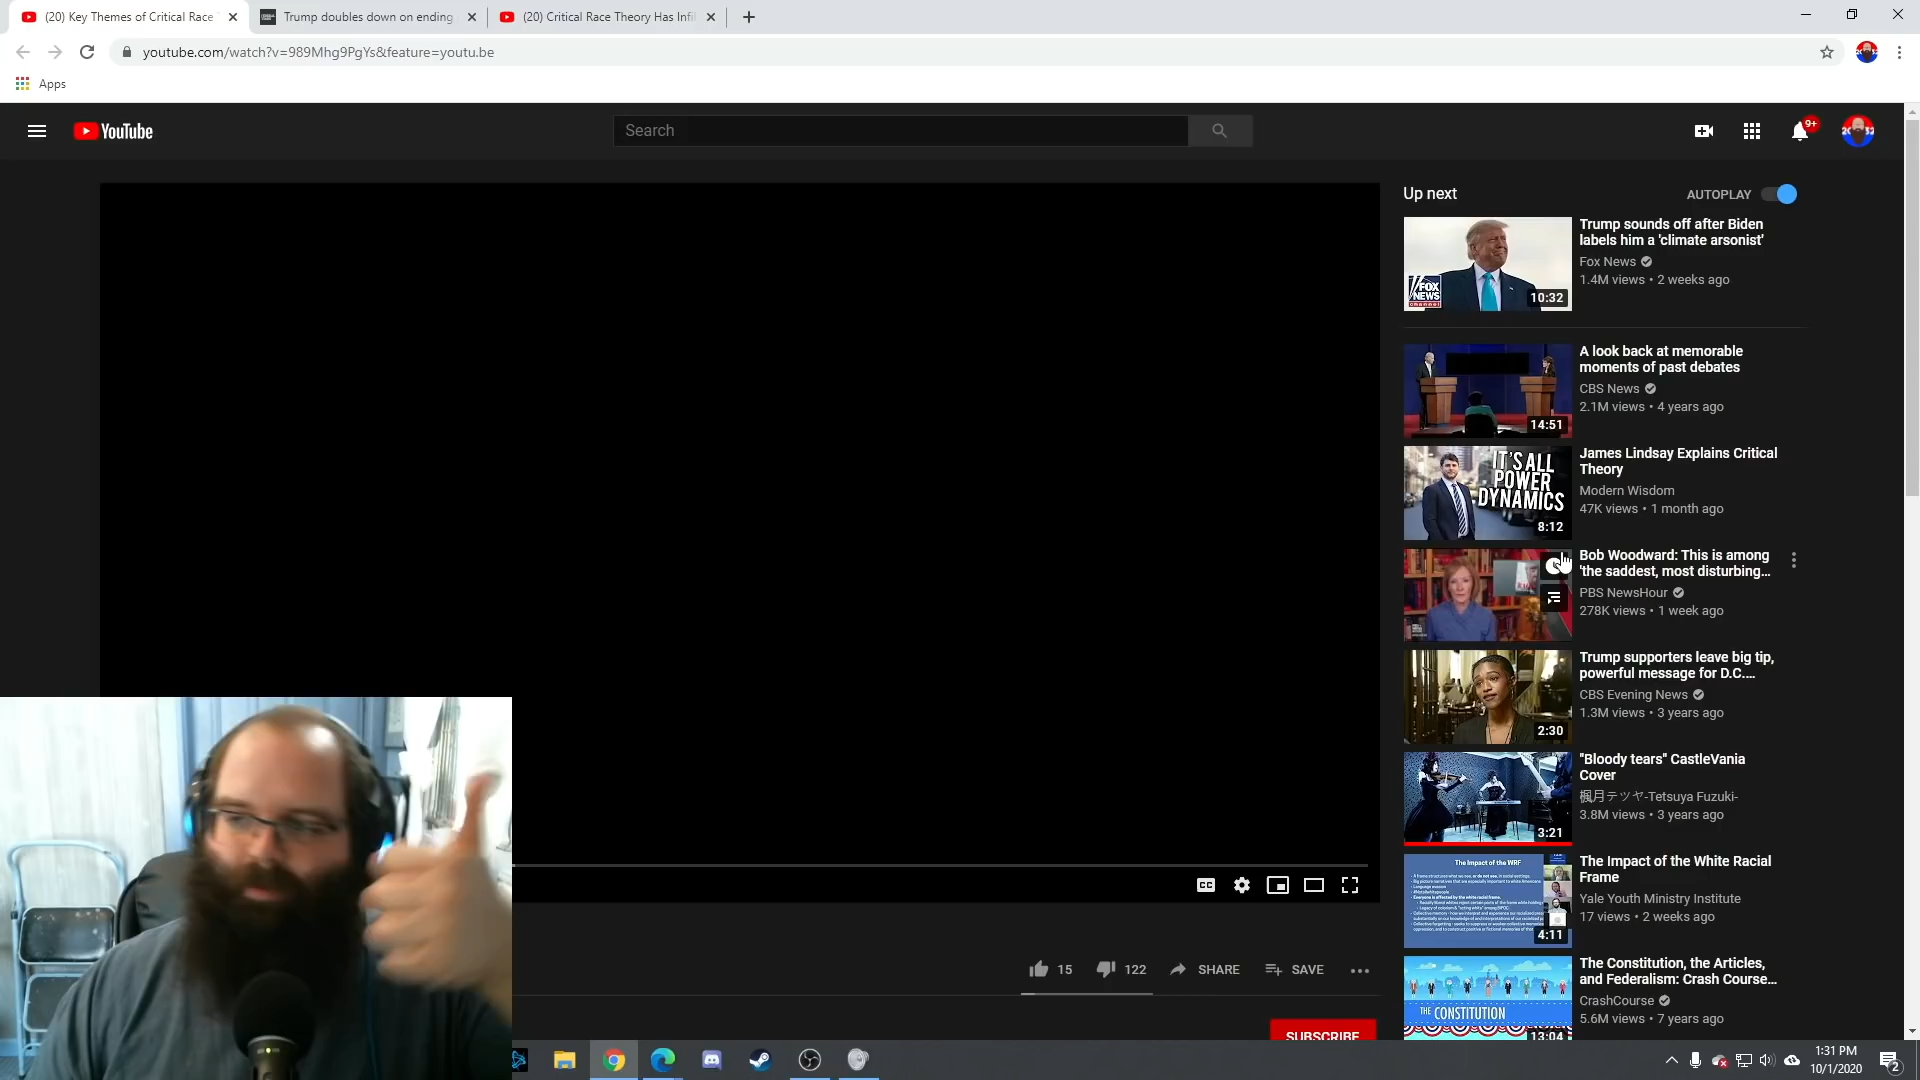 (20) Key Themes of Critical Race
Trump doubles down on ending
(20) Critical Race Theory Has Infil
youtube.com/watch?v=989Mhg9PgYs&feature=youtu.be
Apps
YouTube
Search
9+
Up next
AUTOPLAY
Trump sounds off after Biden
labels him a 'climate arsonist'
Fox News
1.4M views • 2 weeks ago
FOX
NEWS
channel
10:32
A look back at memorable
moments of past debates
CBS News
2.1M views • 4 years ago
14:51
James Lindsay Explains Critical
Theory
Modern Wisdom
47K views • 1 month ago
IT'S ALL
POWER
DYNAMICS
8:12
Bob Woodward: This is among
'the saddest, most disturbing...
PBS NewsHour
278K views • 1 week ago
Trump supporters leave big tip,
powerful message for D.C....
CBS Evening News
1.3M views • 3 years ago
2:30
"Bloody tears" CastleVania
Cover
楓月テツヤ-Tetsuya Fuzuki-
3.8M views • 3 years ago
3:21
The Impact of the White Racial
Frame
Yale Youth Ministry Institute
17 views • 2 weeks ago
The Impact of the WRF
4:11
The Constitution, the Articles,
and Federalism: Crash Course...
CrashCourse
5.6M views • 7 years ago
THE CONSTITUTION
13:04
15
122
SHARE
SAVE
SUBSCRIBE
CC
1:31 PM
10/1/2020
2